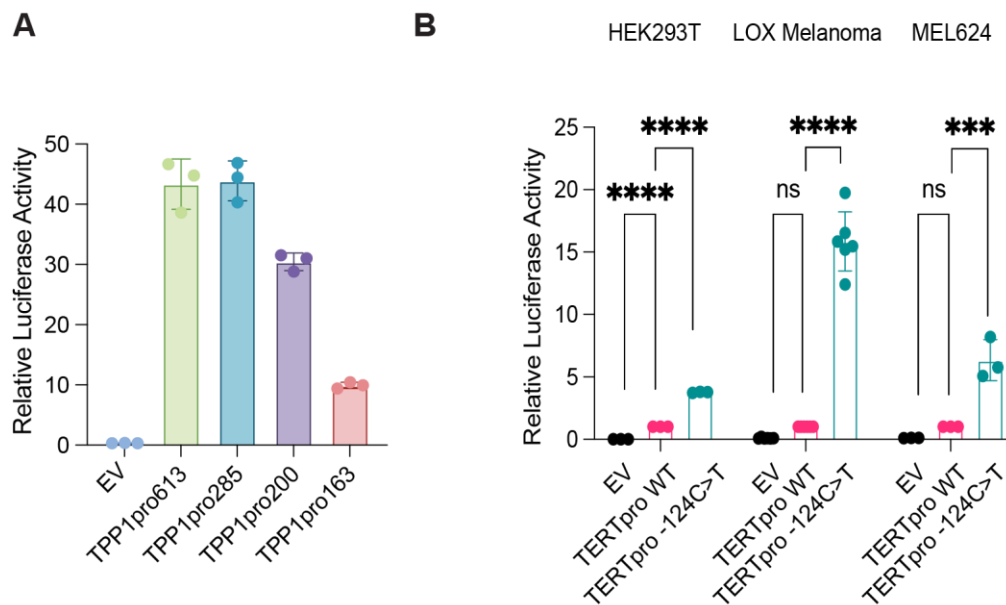 A
Relative Luciferase Activity
50
40
30
20
10
0
EV
TPP1pro613
TPP1pro285
TPP1pro200
TPP1pro163
B
HEK293T LOX Melanoma MEL624
Relative Luciferase Activity
25
20
15
10
5
0
**** **** ***
**** ns ns
EV
TERTpro WT
TERTpro -124C>T
EV
TERTpro WT
TERTpro -124C>T
EV
TERTpro WT
TERTpro -124C>T